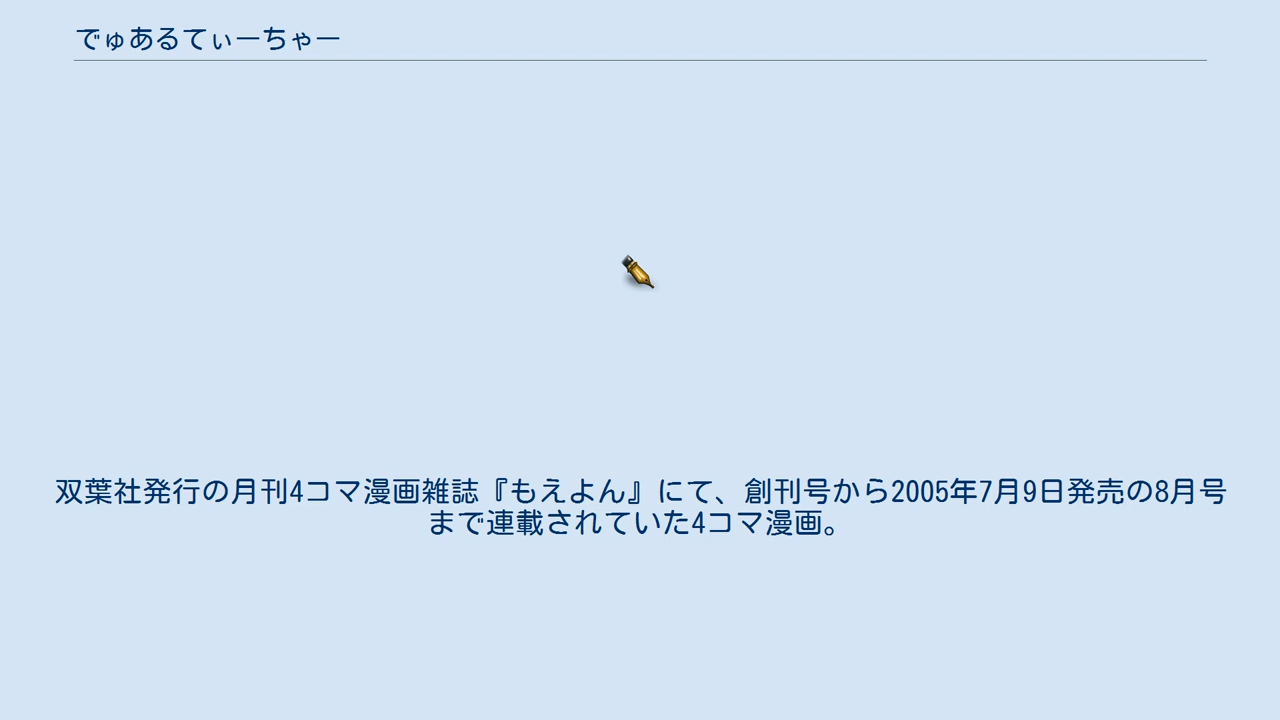 でゅあるてぃーちゃー
双葉社発行の月刊4コマ漫画雑誌『もえよん』にて、創刊号から2005年7月9日発売の8月号
まで連載されていた4コマ漫画。